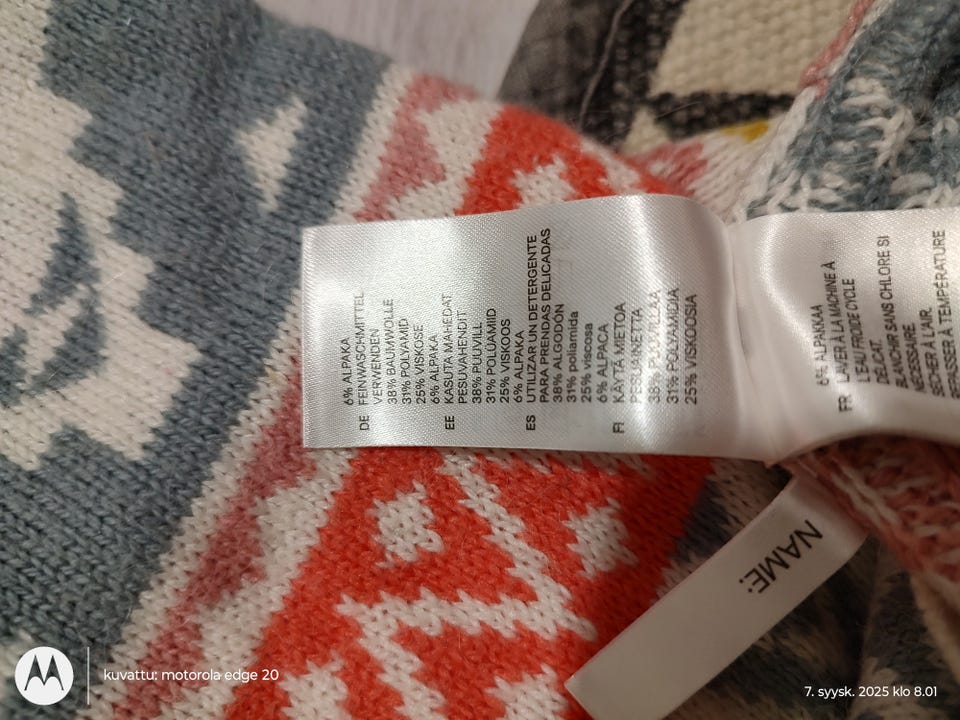 6% ALPAKA
DE FEINWASCHMITTEL
VERWENDEN
38% BAUMWOLLE
31% POLYAMID
25% VISKOSE
6% ALPAKA
EE KASUTA MAHEDAT
PESUVAHENDIT
38% PUUVILL
31% POLÜAMIID
25% VISKOOS
6% ALPAKA
ES UTILIZAR UN DETERGENTE
PARA PRENDAS DELICADAS
38% ALGODÓN
31% poliamida
25% viscosa
6% ALPACA
FI KÄYTÄ MIETOA
PESUAINETTA
38% PUUVILLAA
31% POLYAMIDIA
25% VISKOOSIA
6% ALPAKKAA
FR LAVER À LA MACHINE À
L'EAU FROIDE CYCLE
DÉLICAT.
BLANCHIR SANS CHLORE SI
NÉCESSAIRE.
SÉCHER À L'AIR.
REPASSER À TEMPÉRATURE
NAME:
kuvattu: motorola edge 20
7. syysk. 2025 klo 8.01